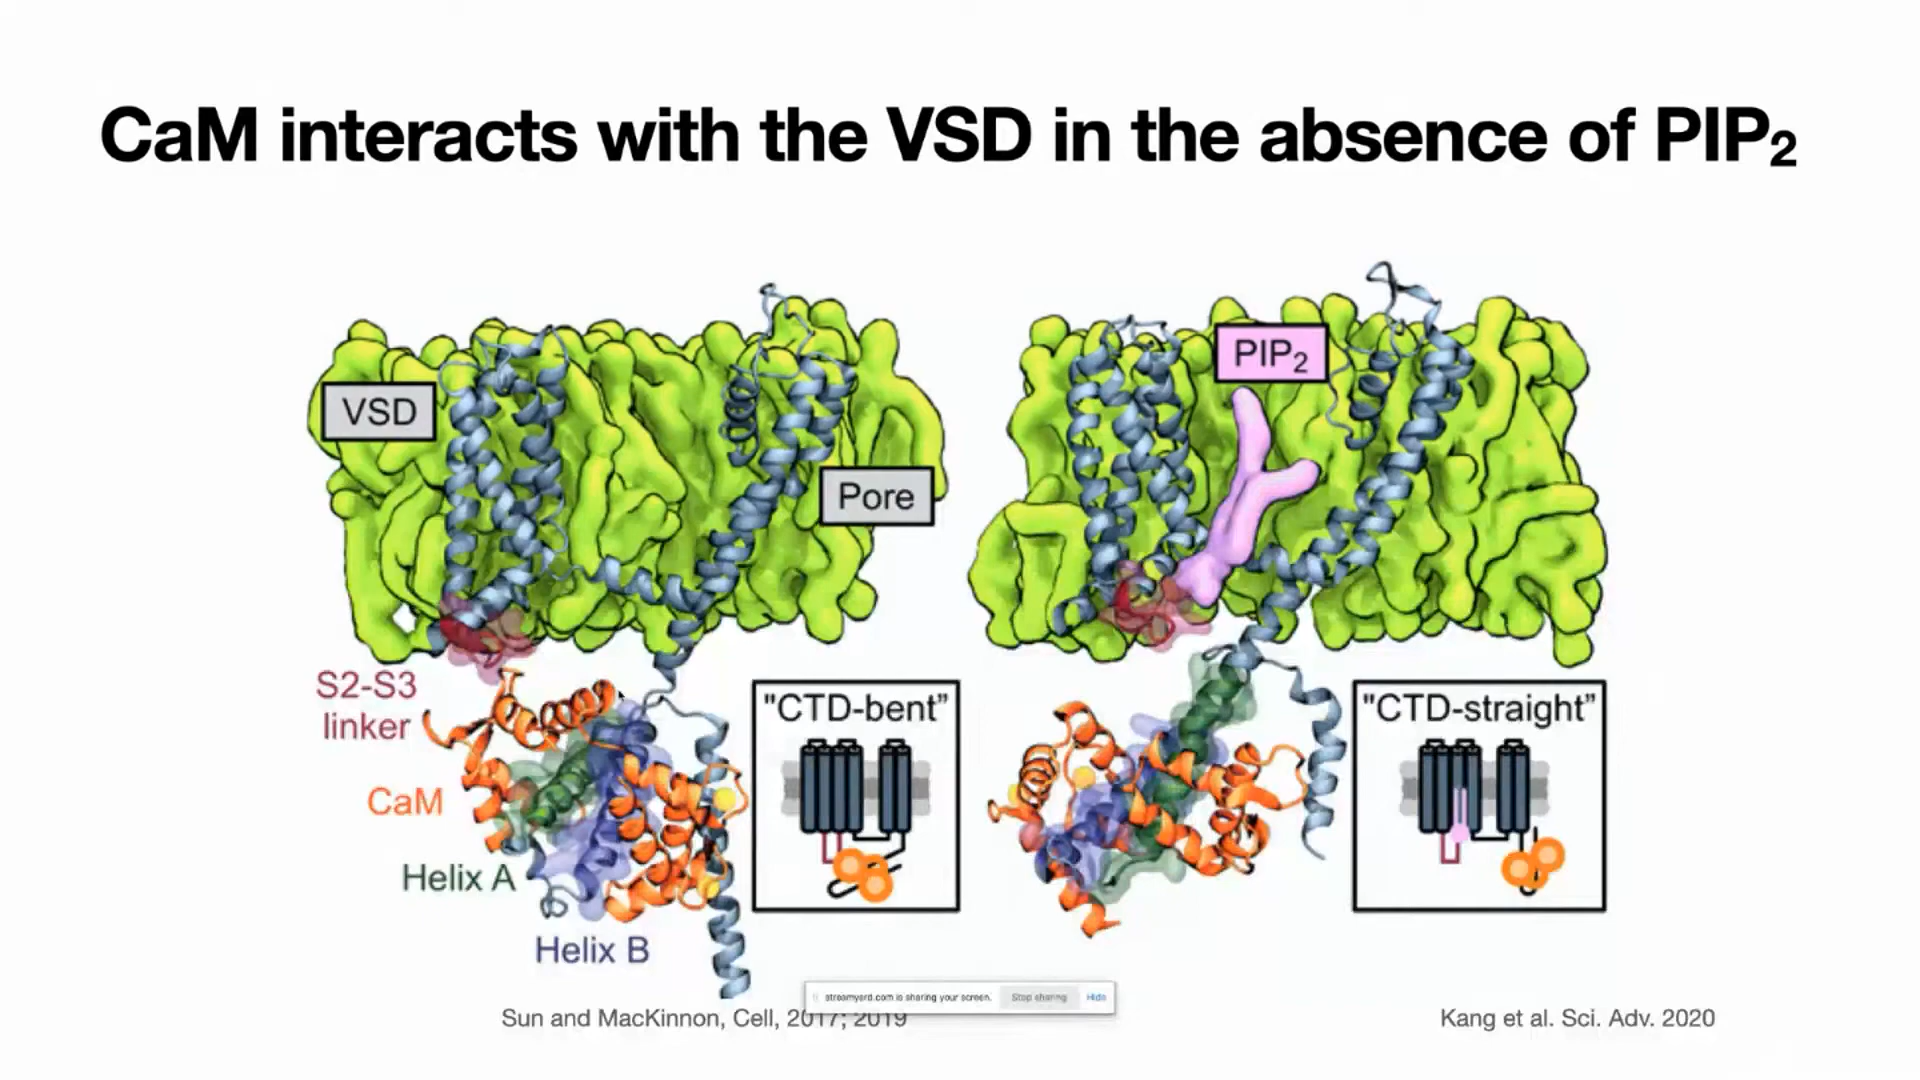 CaM interacts with the VSD in the absence of PIP₂
VSD
Pore
S2-S3
linker
CaM
Helix A
Helix B
"CTD-bent”
PIP₂
"CTD-straight”
streamyard.com is sharing your screen. Stop sharing Hide
Sun and MacKinnon, Cell, 2017; 2019
Kang et al. Sci. Adv. 2020